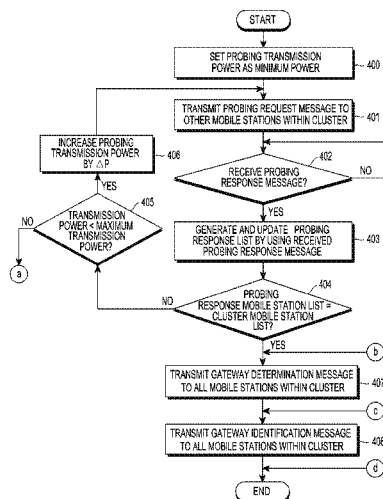 START
SET PROBING TRANSMISSION
POWER AS MINIMUM POWER
400
TRANSMIT PROBING REQUEST MESSAGE TO
OTHER MOBILE STATIONS WITHIN CLUSTER
401
INCREASE PROBING
TRANSMISSION POWER
BY △P
406
402
RECEIVE PROBING
RESPONSE MESSAGE?
NO
YES
YES
405
NO
TRANSMISSION
POWER < MAXIMUM
TRANSMISSION
POWER?
GENERATE AND UPDATE PROBING
RESPONSE LIST BY USING RECEIVED
PROBING RESPONSE MESSAGE
403
a
404
NO
PROBING
RESPONSE MOBILE STATION LIST =
CLUSTER MOBILE STATION
LIST?
YES
b
TRANSMIT GATEWAY DETERMINATION MESSAGE
TO ALL MOBILE STATIONS WITHIN CLUSTER
407
c
TRANSMIT GATEWAY IDENTIFICATION MESSAGE
TO ALL MOBILE STATIONS WITHIN CLUSTER
408
d
END